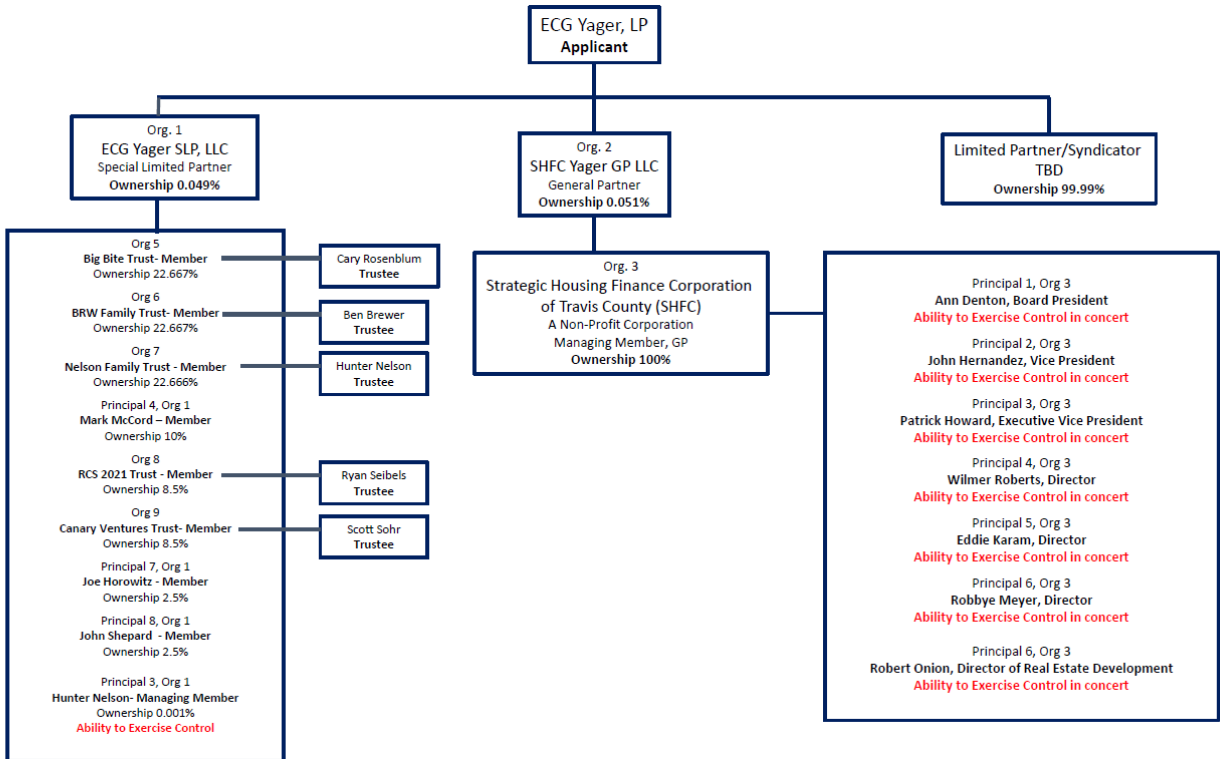 ECG Yager, LP
Applicant
Org. 1
ECG Yager SLP, LLC
Special Limited Partner
Ownership 0.049%
Org. 2
SHFC Yager GP LLC
General Partner
Ownership 0.051%
Limited Partner/Syndicator
TBD
Ownership 99.99%
Org 5
Big Bite Trust- Member
Ownership 22.667%
Org 6
BRW Family Trust- Member
Ownership 22.667%
Org 7
Nelson Family Trust - Member
Ownership 22.666%
Principal 4, Org 1
Mark McCord – Member
Ownership 10%
Org 8
RCS 2021 Trust - Member
Ownership 8.5%
Org 9
Canary Ventures Trust- Member
Ownership 8.5%
Principal 7, Org 1
Joe Horowitz - Member
Ownership 2.5%
Principal 8, Org 1
John Shepard - Member
Ownership 2.5%
Principal 3, Org 1
Hunter Nelson- Managing Member
Ownership 0.001%
Ability to Exercise Control
Cary Rosenblum
Trustee
Ben Brewer
Trustee
Hunter Nelson
Trustee
Ryan Seibels
Trustee
Scott Sohr
Trustee
Org. 3
Strategic Housing Finance Corporation
of Travis County (SHFC)
A Non-Profit Corporation
Managing Member, GP
Ownership 100%
Principal 1, Org 3
Ann Denton, Board President
Ability to Exercise Control in concert
Principal 2, Org 3
John Hernandez, Vice President
Ability to Exercise Control in concert
Principal 3, Org 3
Patrick Howard, Executive Vice President
Ability to Exercise Control in concert
Principal 4, Org 3
Wilmer Roberts, Director
Ability to Exercise Control in concert
Principal 5, Org 3
Eddie Karam, Director
Ability to Exercise Control in concert
Principal 6, Org 3
Robbye Meyer, Director
Ability to Exercise Control in concert
Principal 6, Org 3
Robert Onion, Director of Real Estate Development
Ability to Exercise Control in concert